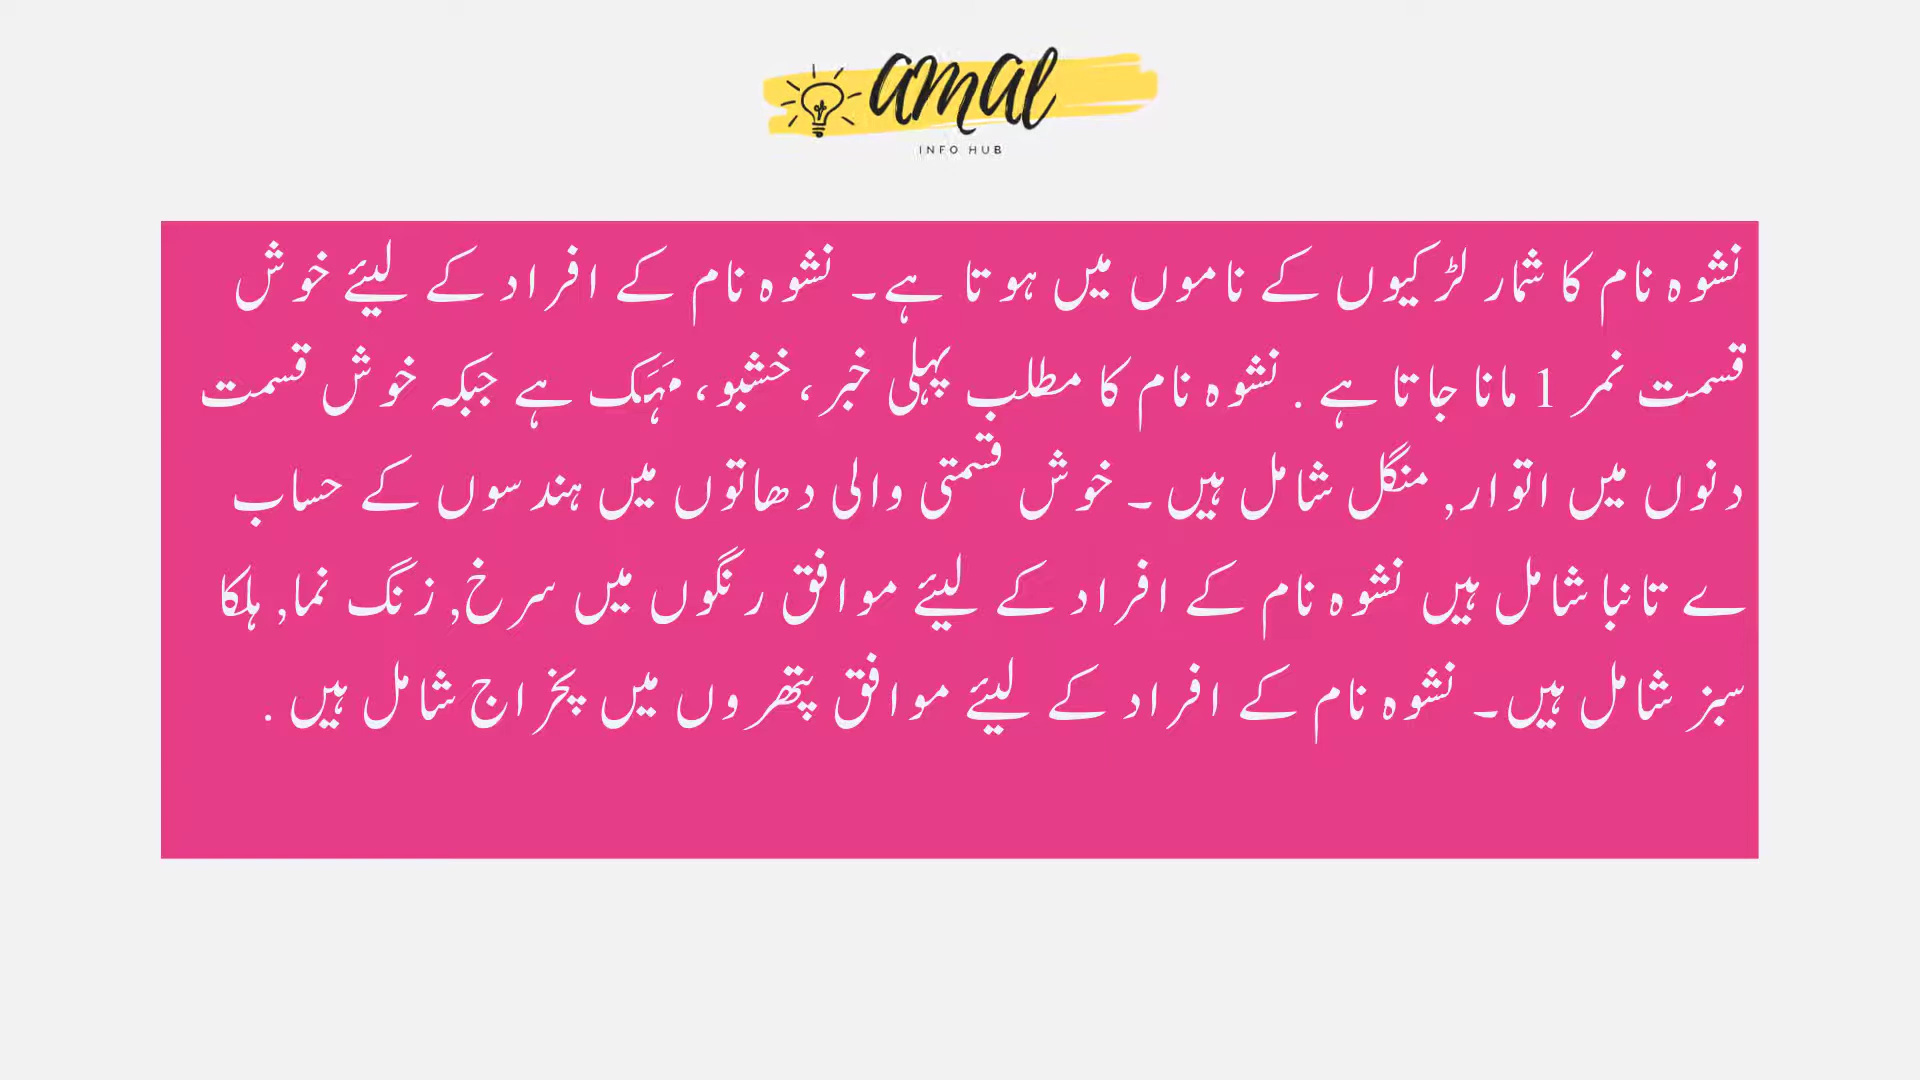 amal
INFO HUB
نشوہ نام کا شمار لڑکیوں کے ناموں میں ہوتا ہے۔ نشوہ نام کے افراد کے لیئے خوش
قسمت نمر 1 مانا جاتا ہے . نشوہ نام کا مطلب پہلی خبر، خشبو، مہَک ہے جبکہ خوش قسمت
دنوں میں اتوار, منگل شامل ہیں۔ خوش قسمتی والی دھاتوں میں ہندسوں کے حساب
ے تانبا شامل ہیں نشوہ نام کے افراد کے لیئے موافق رنگوں میں سرخ, زنگ نما, ہلکا
سبز شامل ہیں۔ نشوہ نام کے افراد کے لیئے موافق پتھروں میں پخراج شامل ہیں .